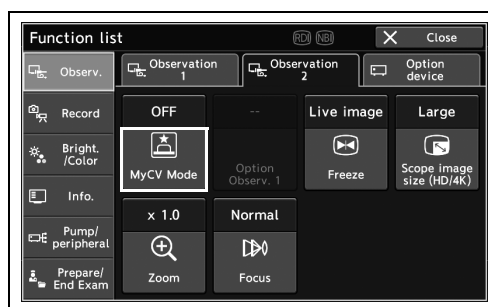 Function list
RDI NBI
Close
Observ.
Record
Bright.
/Color
Info.
Pump/
peripheral
Prepare/
End Exam
Observation
1
Observation
2
Option
device
OFF
MyCV Mode
--
Option
Observ. 1
Live image
Freeze
Large
Scope image
size (HD/4K)
x 1.0
Zoom
Normal
Focus